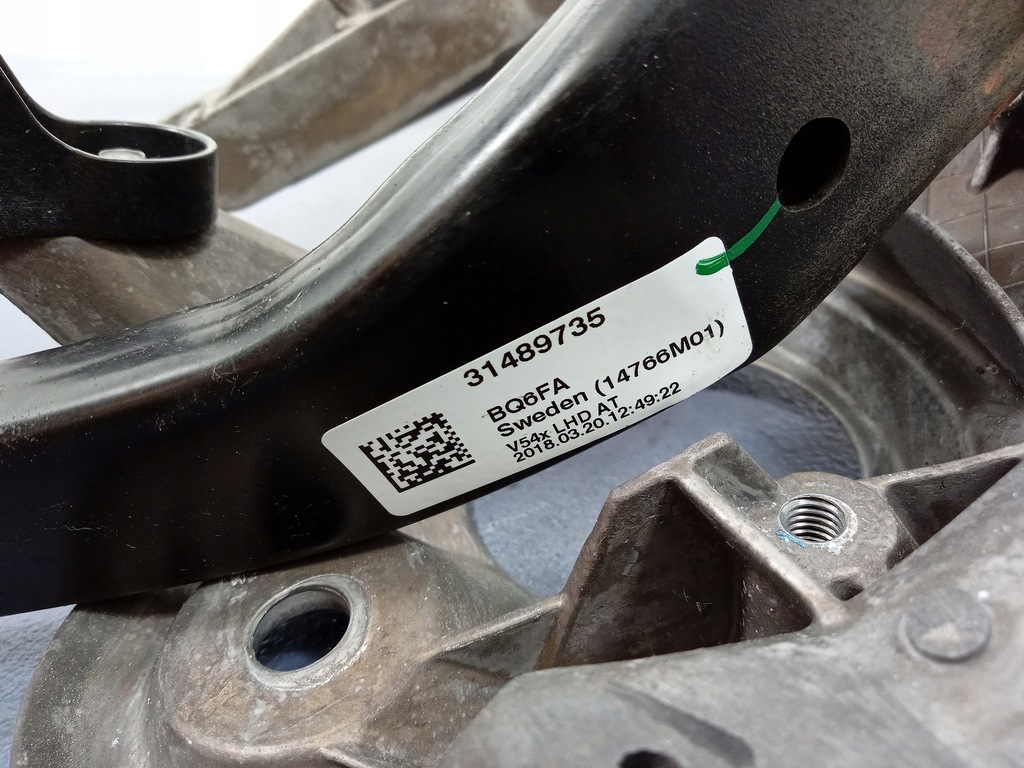 31489735
BQ6FA
Sweden (14766M01)
V54x LHD AT
2018.03.20.12:49:22